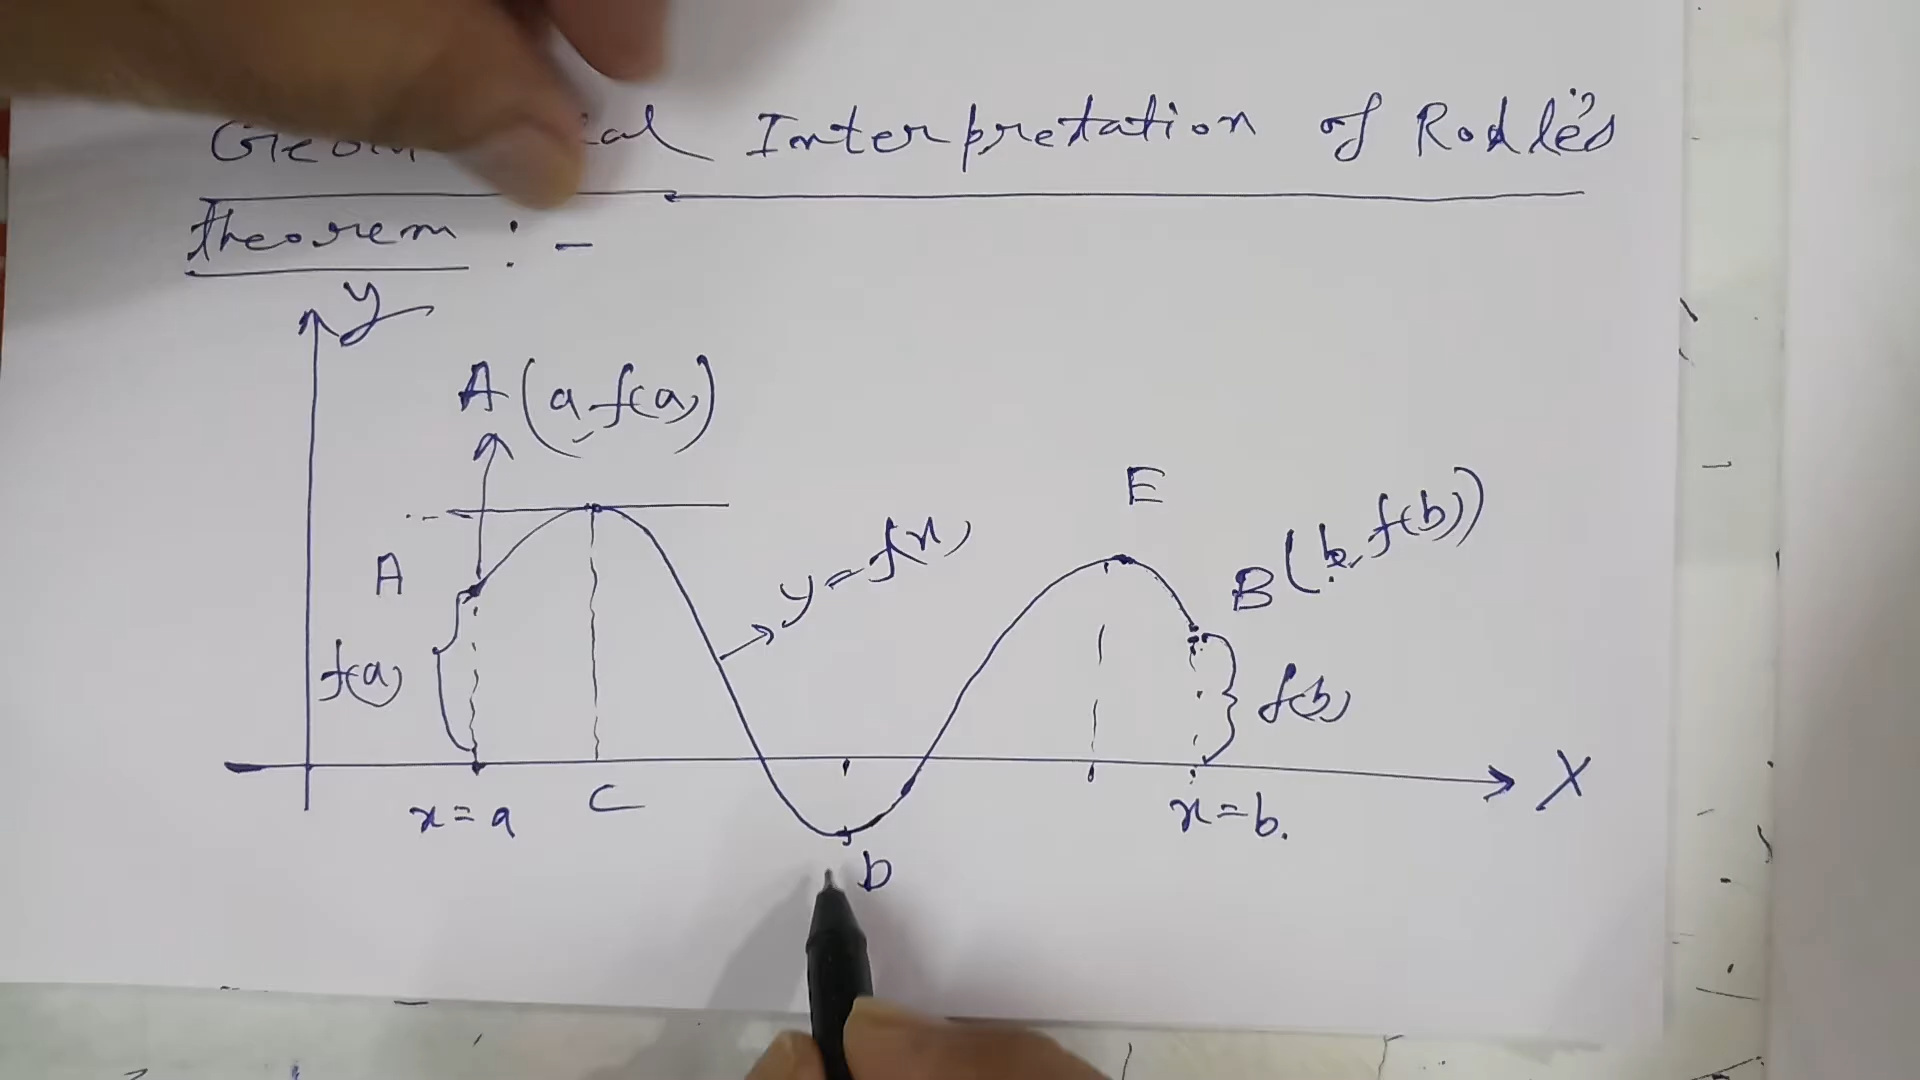 Interpretation of Rolle's
theorem :-
y
A (a, f(a))
E
A
y = f(x)
B (b, f(b))
f(a)
f(b)
X
x = a
C
x = b.
D